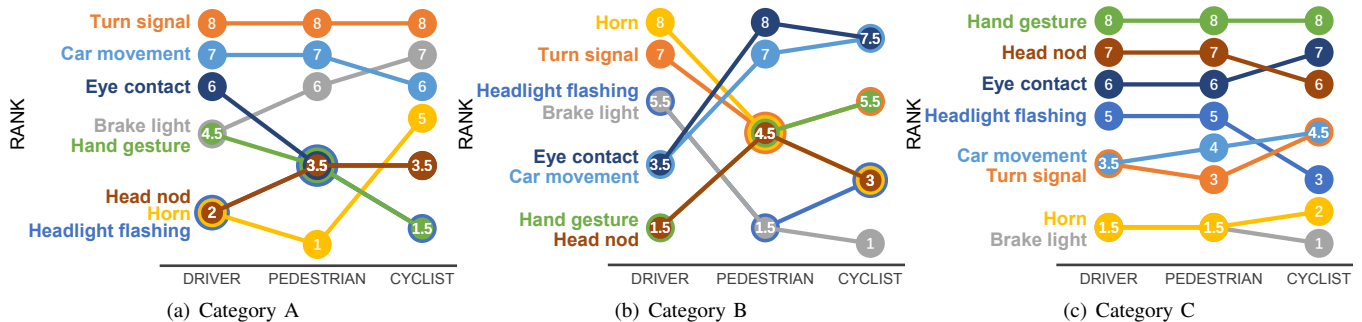 RANK
Turn signal 8 8 8
Car movement 7 7 7
Eye contact 6 6 6
Brake light 4.5 5
Hand gesture
Head nod 3.5 3.5
Horn 2
Headlight flashing 1 1.5
DRIVER PEDESTRIAN CYCLIST
(a) Category A
RANK
Horn 8 8
Turn signal 7 7 7.5
Headlight flashing 5.5 5.5
Brake light
Eye contact 3.5 4.5
Car movement 3
Hand gesture 1.5 1.5
Head nod 1
DRIVER PEDESTRIAN CYCLIST
(b) Category B
RANK
Hand gesture 8 8 8
Head nod 7 7 7
Eye contact 6 6 6
Headlight flashing 5 5 4.5
Car movement 3.5 4
Turn signal 3 3
Horn 1.5 1.5 2
Brake light 1
DRIVER PEDESTRIAN CYCLIST
(c) Category C